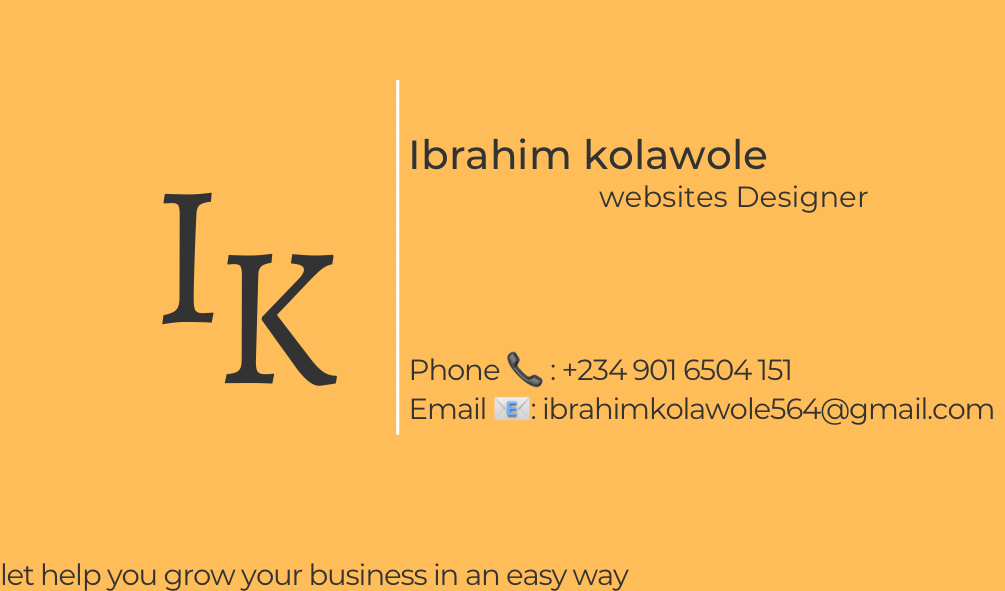 IK
Ibrahim kolawole
websites Designer
Phone 📞 : +234 901 6504 151
Email 📧: ibrahimkolawole564@gmail.com
let help you grow your business in an easy way